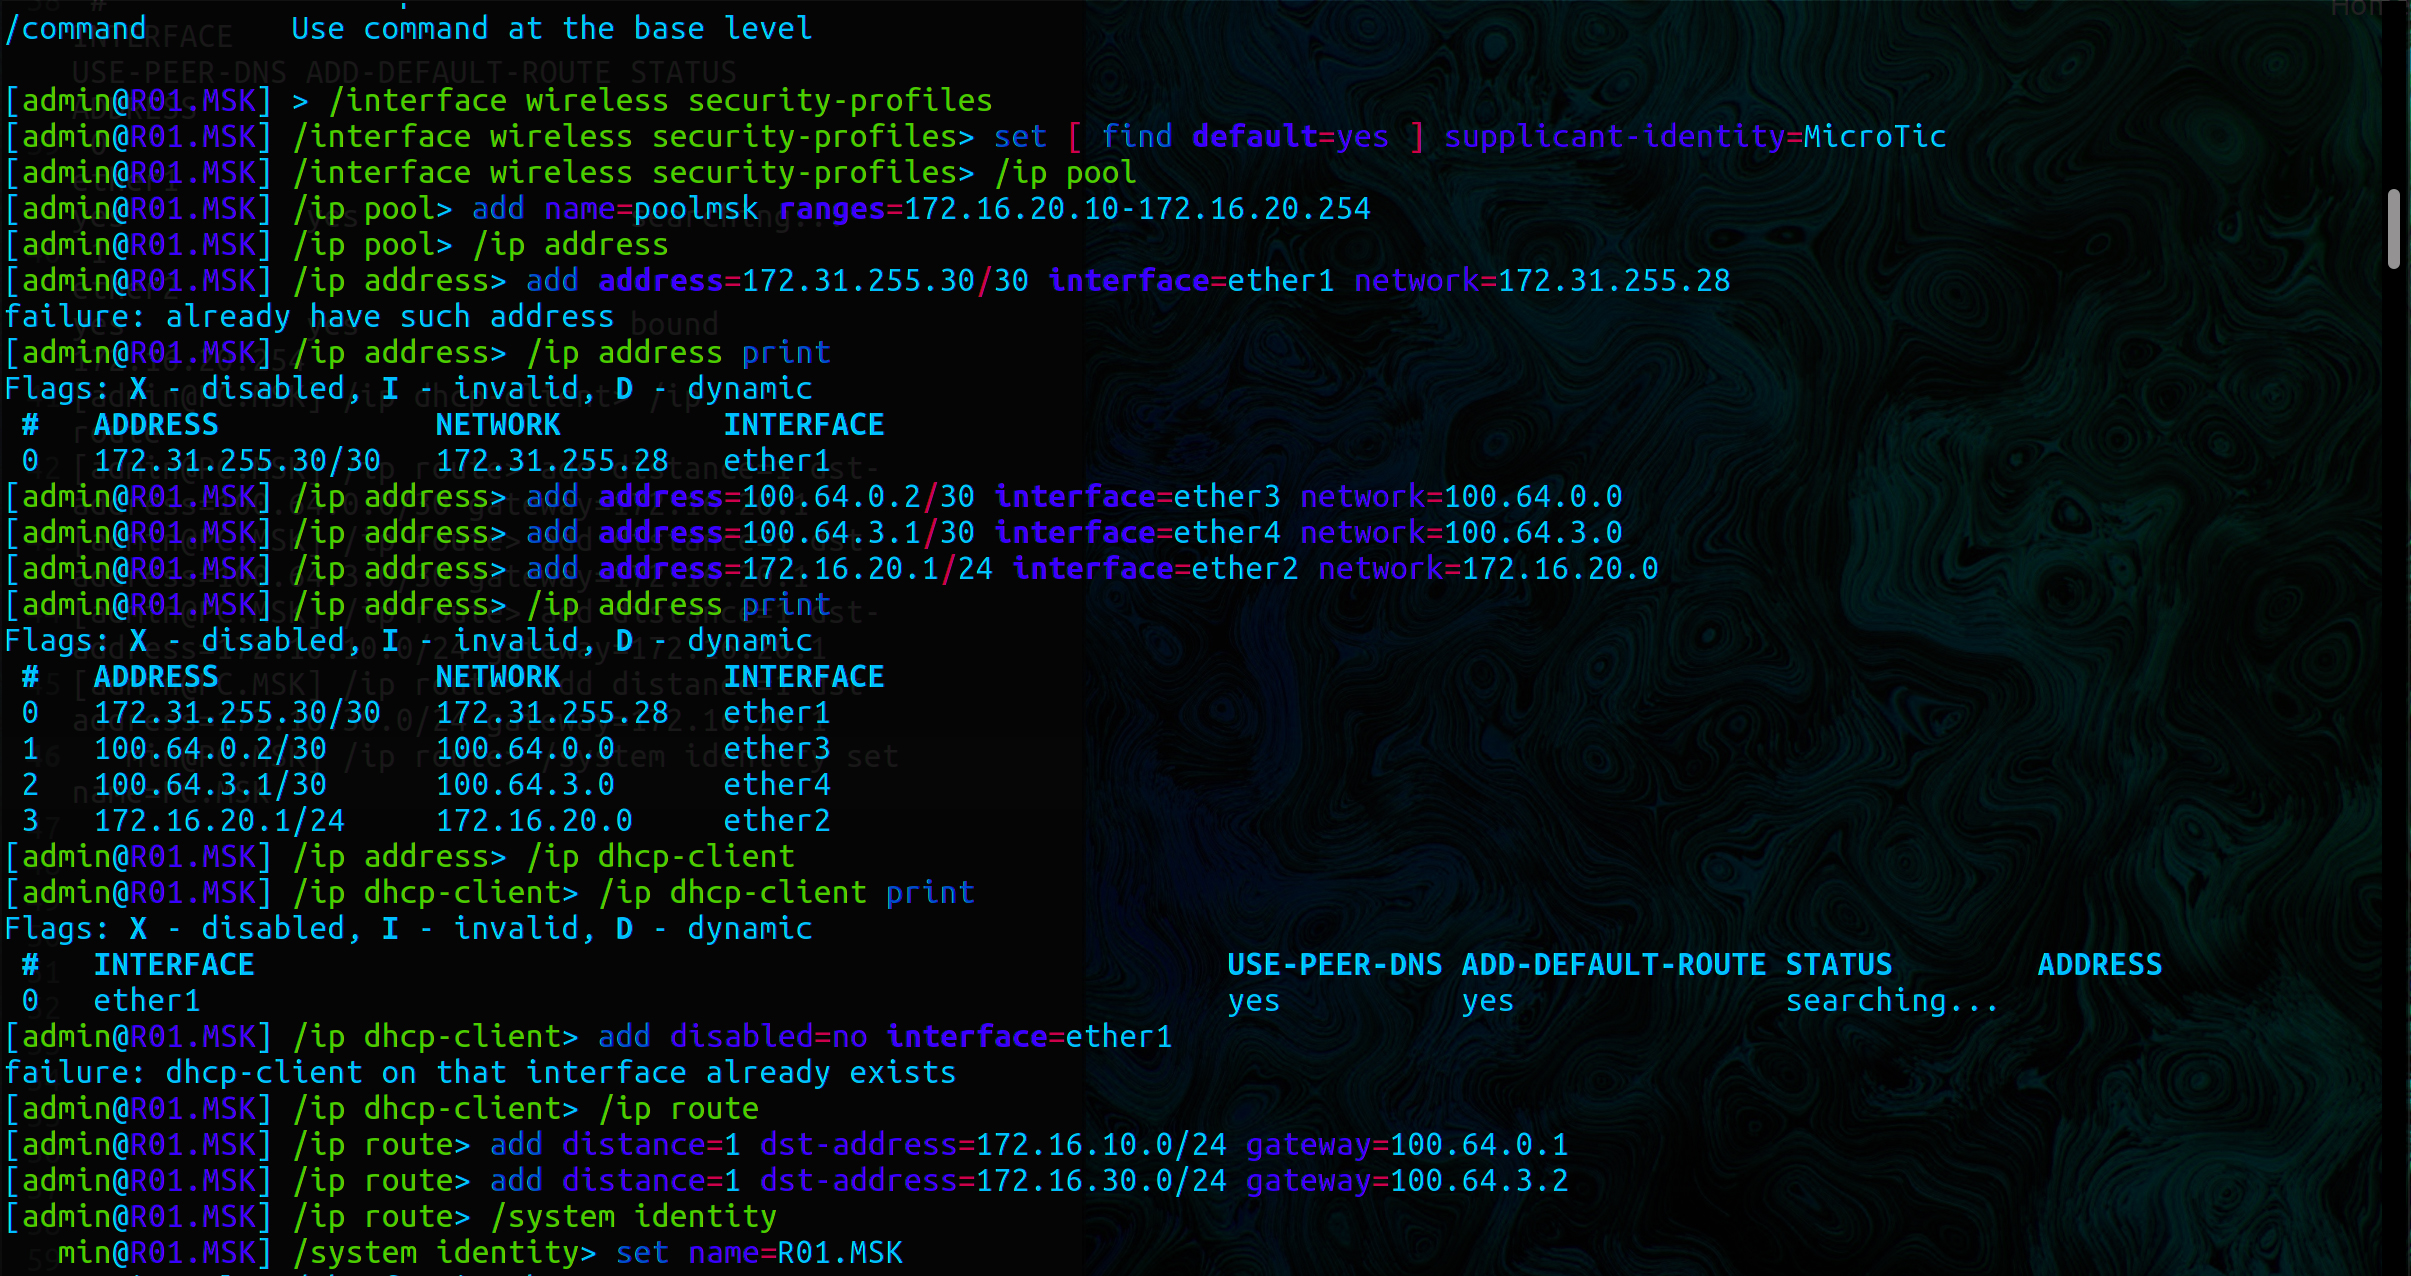 /command        Use command at the base level
[admin@R01.MSK] > /interface wireless security-profiles
[admin@R01.MSK] /interface wireless security-profiles> set [ find default=yes ] supplicant-identity=MicroTic
[admin@R01.MSK] /interface wireless security-profiles> /ip pool
[admin@R01.MSK] /ip pool> add name=poolmsk ranges=172.16.20.10-172.16.20.254
[admin@R01.MSK] /ip pool> /ip address
[admin@R01.MSK] /ip address> add address=172.31.255.30/30 interface=ether1 network=172.31.255.28
failure: already have such address
[admin@R01.MSK] /ip address> /ip address print
Flags: X - disabled, I - invalid, D - dynamic
 #   ADDRESS            NETWORK         INTERFACE
 0   172.31.255.30/30   172.31.255.28   ether1
[admin@R01.MSK] /ip address> add address=100.64.0.2/30 interface=ether3 network=100.64.0.0
[admin@R01.MSK] /ip address> add address=100.64.3.1/30 interface=ether4 network=100.64.3.0
[admin@R01.MSK] /ip address> add address=172.16.20.1/24 interface=ether2 network=172.16.20.0
[admin@R01.MSK] /ip address> /ip address print
Flags: X - disabled, I - invalid, D - dynamic
 #   ADDRESS            NETWORK         INTERFACE
 0   172.31.255.30/30   172.31.255.28   ether1
 1   100.64.0.2/30      100.64.0.0      ether3
 2   100.64.3.1/30      100.64.3.0      ether4
 3   172.16.20.1/24     172.16.20.0     ether2
[admin@R01.MSK] /ip address> /ip dhcp-client
[admin@R01.MSK] /ip dhcp-client> /ip dhcp-client print
Flags: X - disabled, I - invalid, D - dynamic
 #   INTERFACE   USE-PEER-DNS ADD-DEFAULT-ROUTE STATUS        ADDRESS
 0   ether1      yes          yes               searching...
[admin@R01.MSK] /ip dhcp-client> add disabled=no interface=ether1
failure: dhcp-client on that interface already exists
[admin@R01.MSK] /ip dhcp-client> /ip route
[admin@R01.MSK] /ip route> add distance=1 dst-address=172.16.10.0/24 gateway=100.64.0.1
[admin@R01.MSK] /ip route> add distance=1 dst-address=172.16.30.0/24 gateway=100.64.3.2
[admin@R01.MSK] /ip route> /system identity
min@R01.MSK] /system identity> set name=R01.MSK